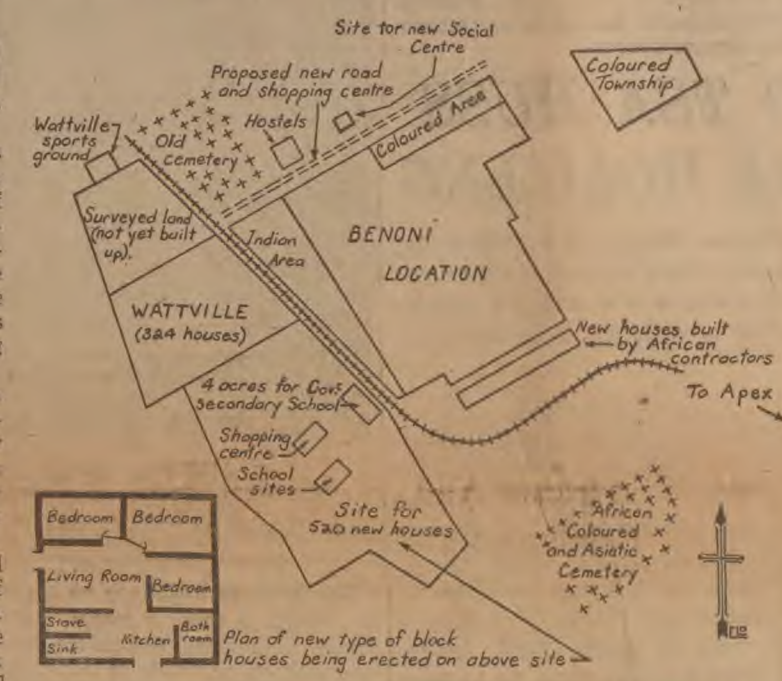 Site for new Social
Centre
Coloured
Township
Proposed new road
and shopping centre
Wattville
sports
ground
Old
Cemetery
Hostels
Coloured Area
Surveyed land
(not yet built
up).
Indian
Area
BENONI
LOCATION
WATTVILLE
(324 houses)
New houses built
by African
contractors
To Apex
4 acres for Govt
secondary School
Shopping
centre
School
sites
Site for
520 new houses
African
Coloured
and Asiatic
Cemetery
Bedroom
Bedroom
Living Room
Bedroom
Stove
Sink
Kitchen
Bath
room
Plan of new type of block
houses being erected on above site